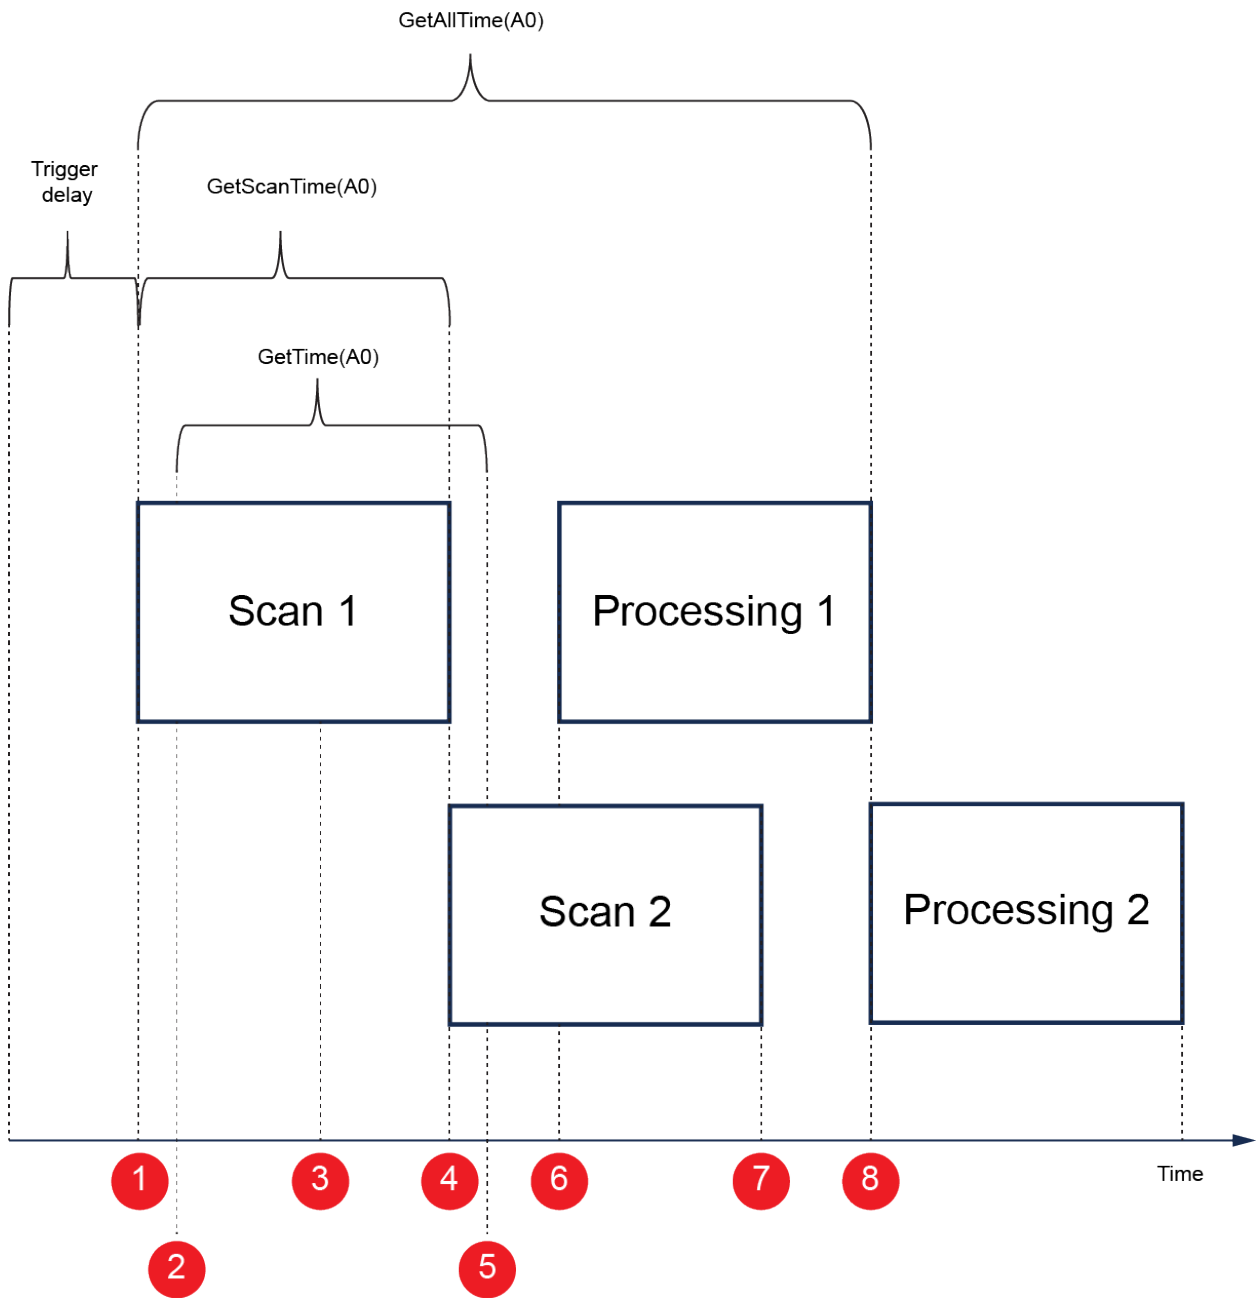 GetAllTime(A0)
Trigger
delay
GetScanTime(A0)
GetTime(A0)
Scan 1
Processing 1
Scan 2
Processing 2
1
3
4
6
7
8
Time
2
5